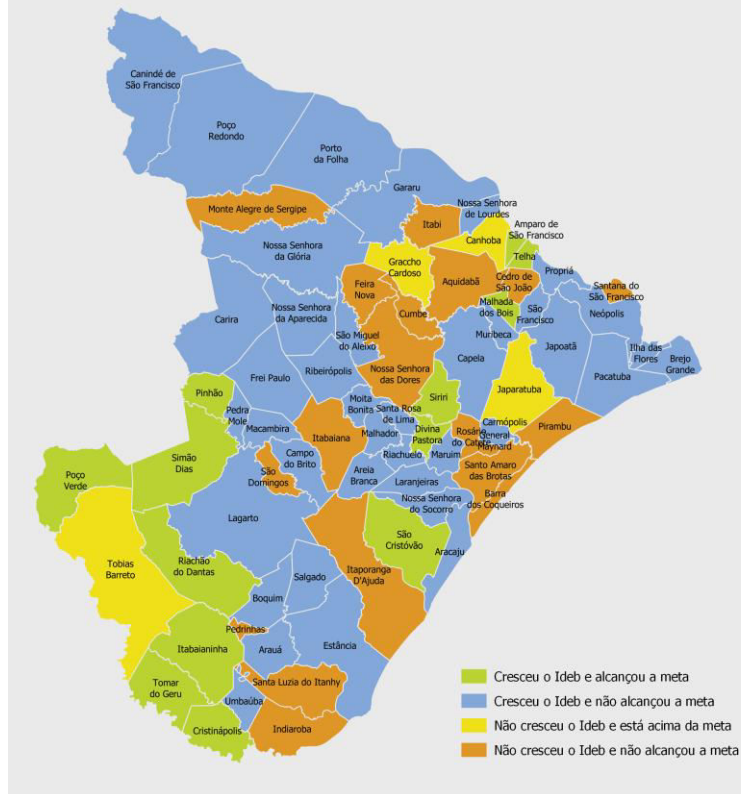 Canindé de
São Francisco
Poço
Redondo
Porto
da Folha
Gararu
Monte Alegre de Sergipe
Nossa Senhora
de Lourdes
Itabi
Amparo de
São Francisco
Canhoba
Telha
Nossa Senhora
da Glória
Graccho
Cardoso
Propriá
Feira
Nova
Aquidabã
Cedro de
São João
Santana do
São Francisco
Malhada
dos Bois
São
Francisco
Neópolis
Carira
Nossa Senhora
da Aparecida
Cumbe
São Miguel
do Aleixo
Muribeca
Japoatã
Ilha das
Flores
Brejo
Grande
Capela
Pacatuba
Nossa Senhora
das Dores
Ribeirópolis
Frei Paulo
Japaratuba
Pinhão
Siriri
Moita
Bonita
Santa Rosa
de Lima
Pedra
Mole
Macambira
Itabaiana
Malhador
Divina
Pastora
Rosário
do Catete
Carmópolis
General
Maynard
Pirambu
Simão
Dias
Campo
do Brito
Riachuelo
Maruim
São
Domingos
Areia
Branca
Laranjeiras
Santo Amaro
das Brotas
Poço
Verde
Nossa Senhora
do Socorro
Barra
dos Coqueiros
Lagarto
São
Cristóvão
Aracaju
Tobias
Barreto
Riachão
do Dantas
Itaporanga
D'Ajuda
Salgado
Boquim
Pedrinhas
Itabaianinha
Arauá
Estância
Tomar
do Geru
Santa Luzia do Itanhy
Umbaúba
Cristinápolis
Indiaroba
Cresceu o Ideb e alcançou a meta
Cresceu o Ideb e não alcançou a meta
Não cresceu o Ideb e está acima da meta
Não cresceu o Ideb e não alcançou a meta